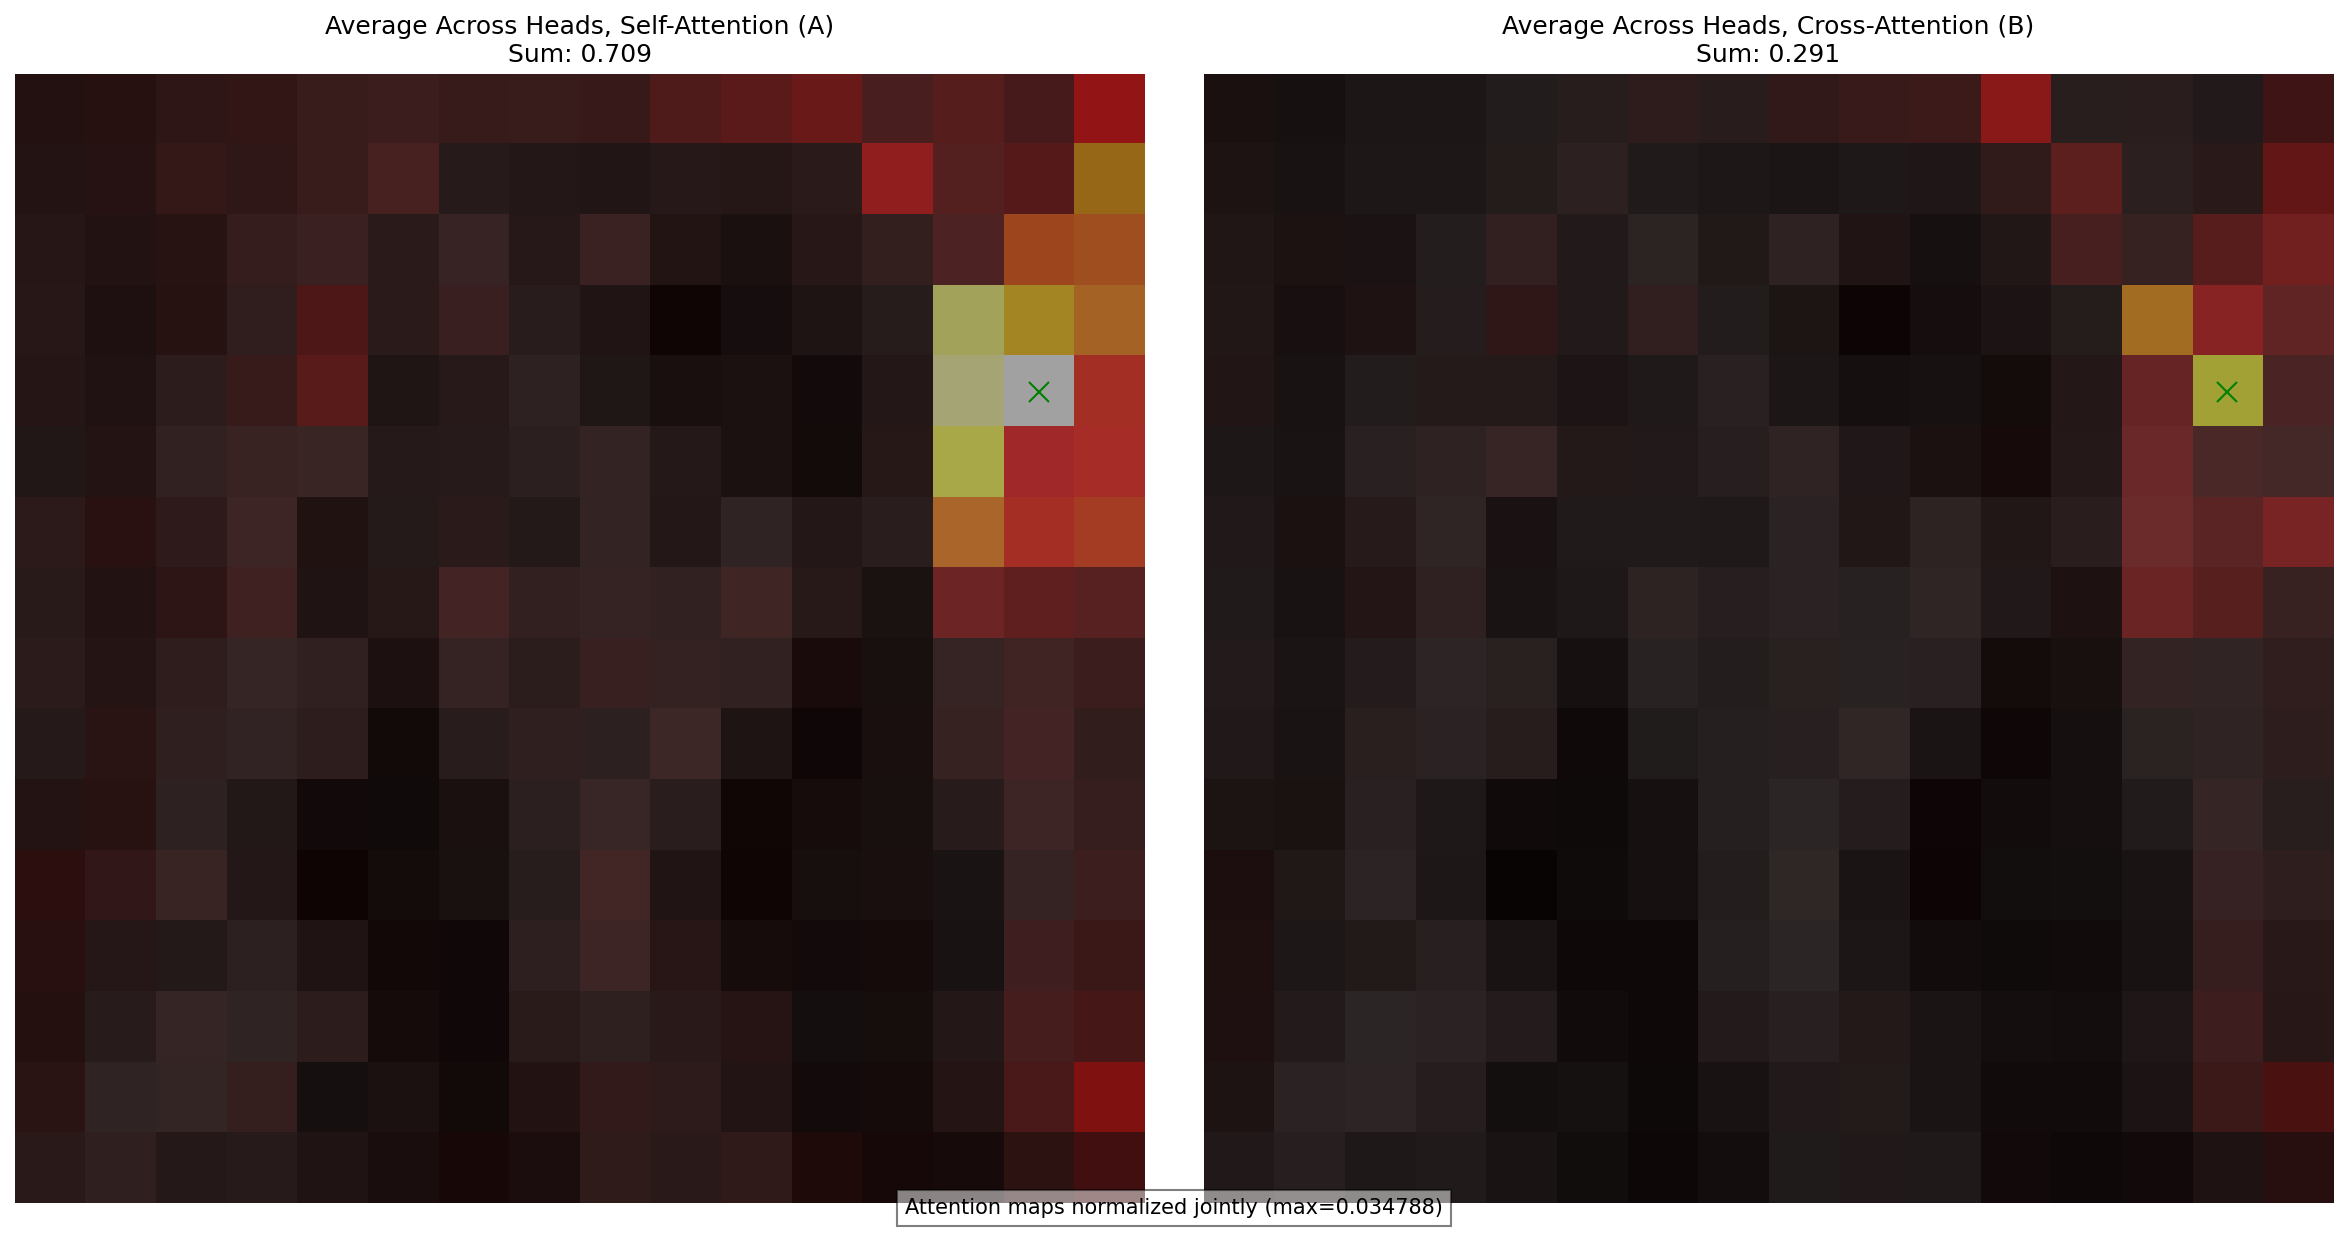 Average Across Heads, Self-Attention (A)
Sum: 0.709
Average Across Heads, Cross-Attention (B)
Sum: 0.291
Attention maps normalized jointly (max=0.034788)